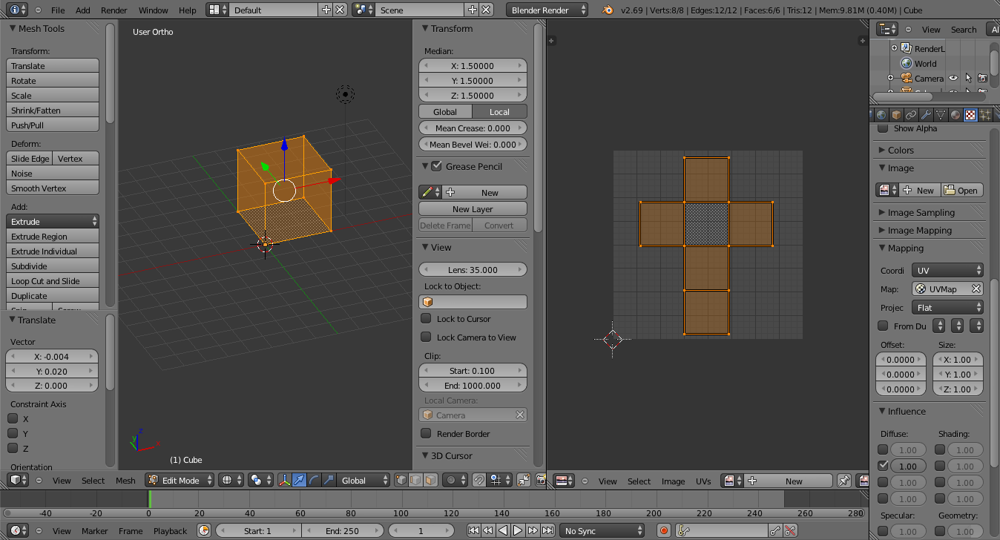 File Add Render Window Help Default Scene Blender Render v2.69 | Verts:8/8 | Edges:12/12 | Faces:6/6 | Tris:12 | Mem:9.81M (0.40M) | Cube
Mesh Tools
Transform:
Translate
Rotate
Scale
Shrink/Fatten
Push/Pull
Deform:
Slide Edge Vertex
Noise
Smooth Vertex
Add:
Extrude
Extrude Region
Extrude Individual
Subdivide
Loop Cut and Slide
Duplicate
Translate
Vector
X: -0.004
Y: 0.020
Z: 0.000
Constraint Axis
X
Y
Z
Orientation
User Ortho
z
y
x
(1) Cube
Transform
Median:
X: 1.50000
Y: 1.50000
Z: 1.50000
Global Local
Mean Crease: 0.000
Mean Bevel Wei: 0.000
Grease Pencil
New
New Layer
Delete Frame Convert
View
Lens: 35.000
Lock to Object:
Lock to Cursor
Lock Camera to View
Clip:
Start: 0.100
End: 1000.000
Local Camera:
Camera
Render Border
3D Cursor
View Search Al
RenderL
World
Camera
Show Alpha
Colors
Image
New Open
Image Sampling
Image Mapping
Mapping
Coordi UV
Map: UVMap
Projec Flat
From Du
Offset: Size:
0.0000 X: 1.00
0.0000 Y: 1.00
0.0000 Z: 1.00
Influence
Diffuse: Shading:
1.00 1.00
1.00 1.00
1.00 1.00
1.00 1.00
Specular: Geometry:
1.00 1.00
View Select Mesh Edit Mode Global
View Select Image UVs New
-40 -20 0 20 40 60 80 100 120 140 160 180 200 220 240 260 280
View Marker Frame Playback Start: 1 End: 250 1 No Sync